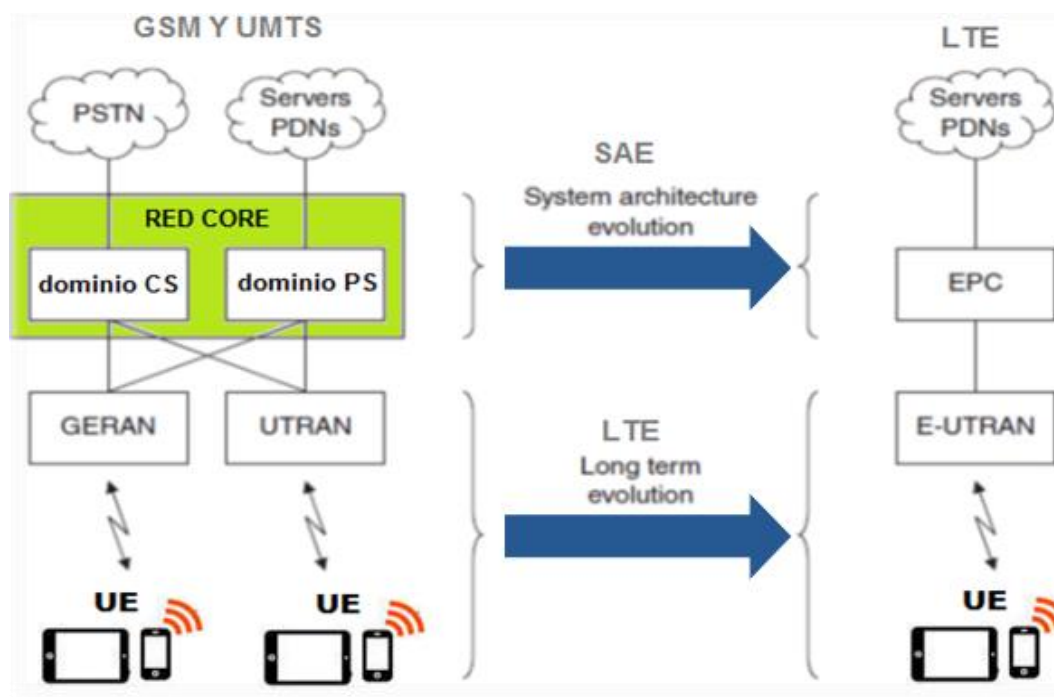 GSM Y UMTS
LTE
PSTN
Servers
PDNs
Servers
PDNs
SAE
System architecture
evolution
RED CORE
dominio CS
dominio PS
EPC
GERAN
UTRAN
LTE
Long term
evolution
E-UTRAN
UE
UE
UE